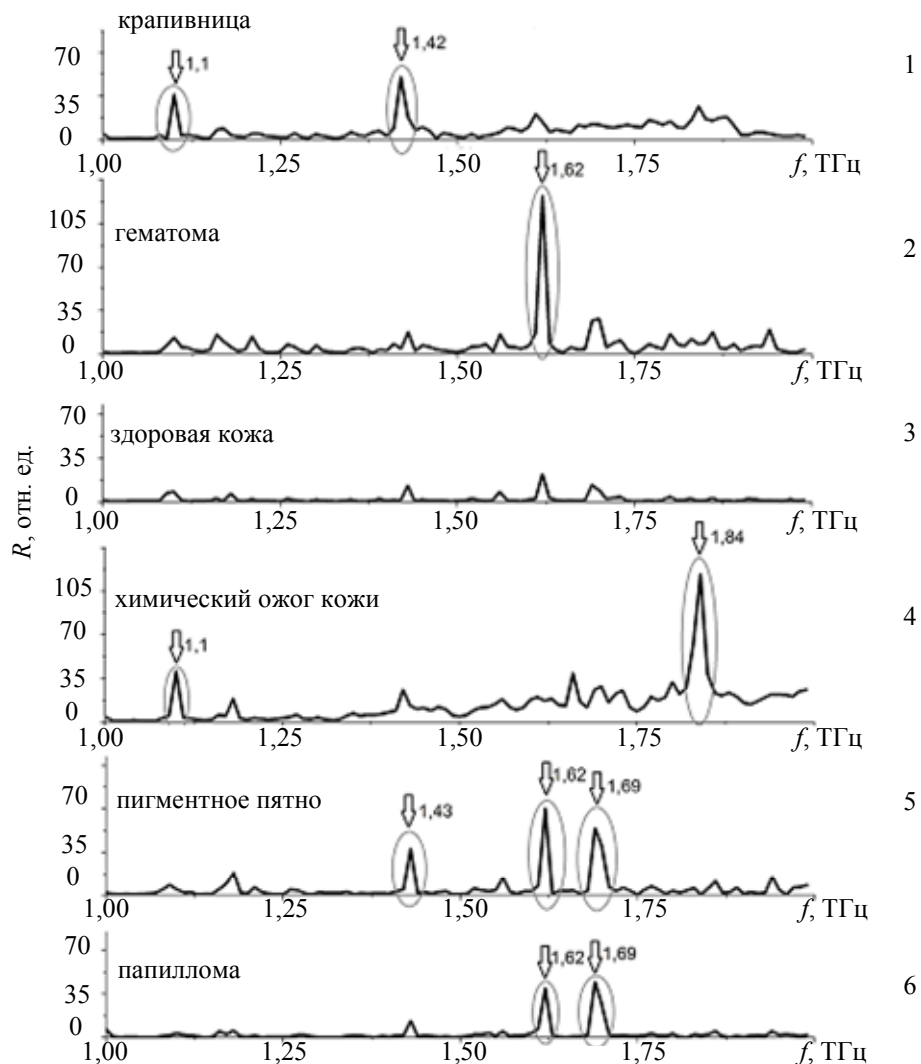 крапивница
70
35
0
1,1
1,42
1
1,00 1,25 1,50 1,75 f, ТГц
1,62
105
70
35
0
гематома
2
1,00 1,25 1,50 1,75 f, ТГц
R, отн. ед.
70
35
0
здоровая кожа
3
1,00 1,25 1,50 1,75 f, ТГц
1,84
105
70
35
0
химический ожог кожи
1,1
4
1,00 1,25 1,50 1,75 f, ТГц
70
35
0
пигментное пятно
1,43
1,62
1,69
5
1,00 1,25 1,50 1,75 f, ТГц
70
35
0
папиллома
1,62
1,69
6
1,00 1,25 1,50 1,75 f, ТГц